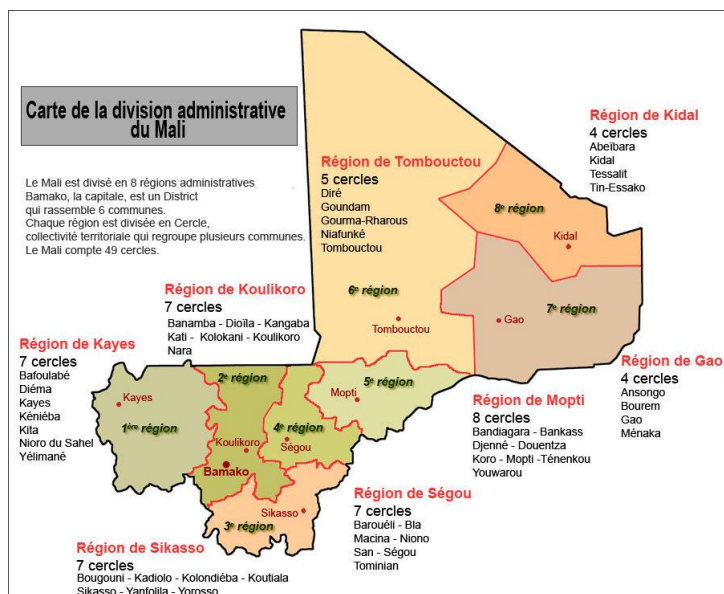 Carte de la division administrative
du Mali
Le Mali est divisé en 8 régions administratives
Bamako, la capitale, est un District
qui rassemble 6 communes.
Chaque région est divisée en Cercle,
collectivité territoriale qui regroupe plusieurs communes.
Le Mali compte 49 cercles.
Région de Kidal
4 cercles
Abeïbara
Kidal
Tessalit
Tin-Essako
Région de Tombouctou
5 cercles
Diré
Goundam
Gourma-Rharous
Niafunké
Tombouctou
8e région
Kidal
6e région
Tombouctou
7e région
Gao
Région de Koulikoro
7 cercles
Banamba - Dioïla - Kangaba
Kati - Kolokani - Koulikoro
Nara
Région de Kayes
7 cercles
Bafoulabé
Diéma
Kayes
Kéniéba
Kita
Nioro du Sahel
Yélimané
Kayes
1ère région
2e région
Koulikoro
Bamako
4e région
Ségou
5e région
Mopti
3e région
Sikasso
Région de Gao
4 cercles
Ansongo
Bourem
Gao
Ménaka
Région de Mopti
8 cercles
Bandiagara - Bankass
Djenné - Douentza
Koro - Mopti -Ténenkou
Youwarou
Région de Ségou
7 cercles
Barouéli - Bla
Macina - Niono
San - Ségou
Tominian
Région de Sikasso
7 cercles
Bougouni - Kadiolo - Kolondiéba - Koutiala
Sikasso - Yanfolila - Yorosso